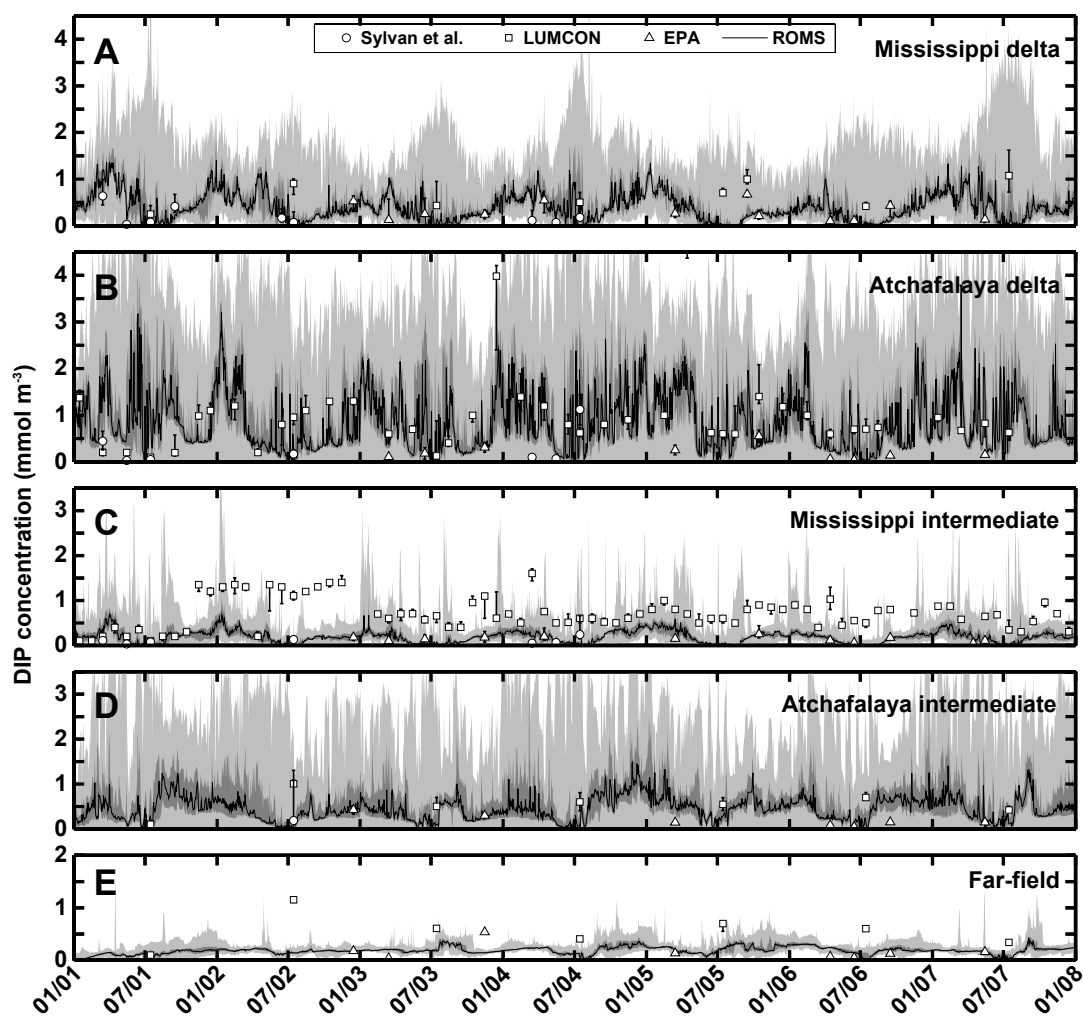 Sylvan et al. LUMCON EPA ROMS
A
Mississippi delta
4
3
2
1
0
B
Atchafalaya delta
4
3
2
1
0
C
Mississippi intermediate
3
2
1
0
D
Atchafalaya intermediate
3
2
1
0
E
Far-field
2
1
0
DIP concentration (mmol m-3)
01/01 07/01 01/02 07/02 01/03 07/03 01/04 07/04 01/05 07/05 01/06 07/06 01/07 07/07 01/08